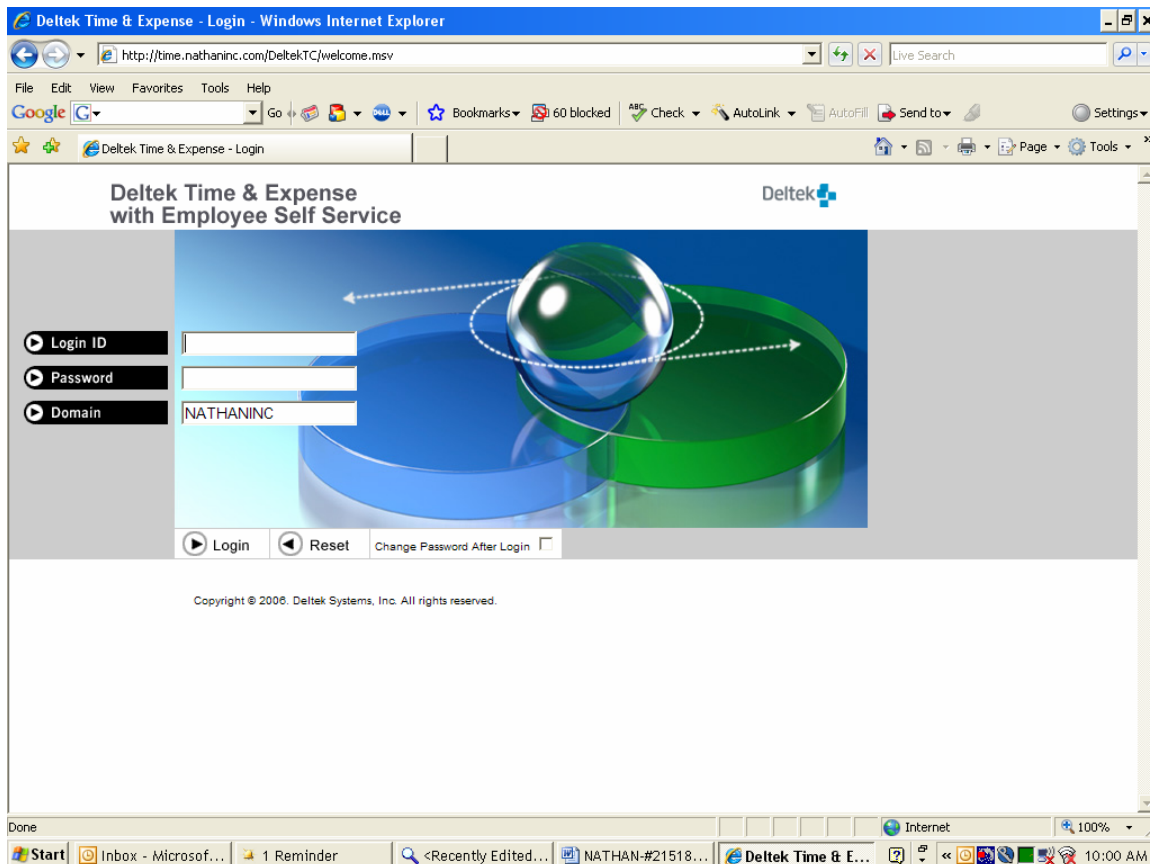 Deltek Time & Expense - Login - Windows Internet Explorer
http://time.nathaninc.com/DeltekTC/welcome.msv
Live Search
File Edit View Favorites Tools Help
Google G Go Bookmarks 60 blocked ABC Check AutoLink AutoFill Send to Settings
Deltek Time & Expense - Login Page Tools »
Deltek Time & Expense
with Employee Self Service
Deltek
Login ID
Password
Domain NATHANINC
Login Reset Change Password After Login
Copyright © 2006. Deltek Systems, Inc. All rights reserved.
Done Internet 100%
Start Inbox - Microsof... 1 Reminder <Recently Edited... NATHAN-#21518... Deltek Time & E... « 10:00 AM